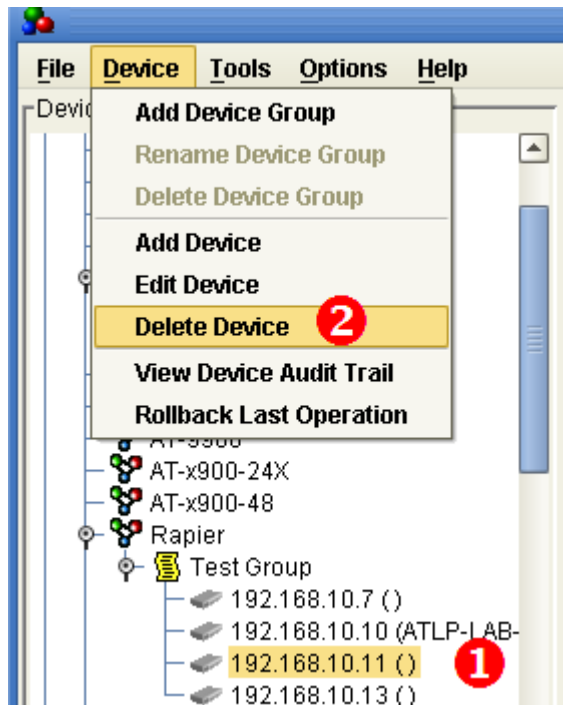 File Device Tools Options Help
Devic
Add Device Group
Rename Device Group
Delete Device Group
Add Device
Edit Device
Delete Device 2
View Device Audit Trail
Rollback Last Operation
AT-9900
AT-x900-24X
AT-x900-48
Rapier
Test Group
192.168.10.7 ()
192.168.10.10 (ATLP-LAB-
192.168.10.11 () 1
192.168.10.13 ()